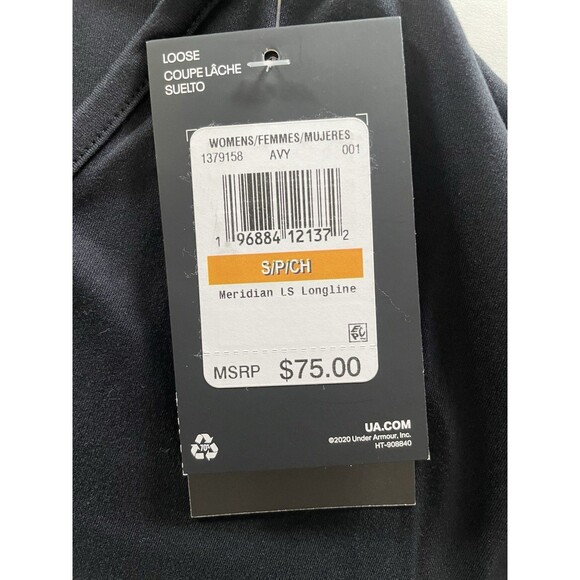 LOOSE
COUPE LÂCHE
SUELTO
WOMENS/FEMMES/MUJERES
1379158 AVY 001
1 96884 12137 2
S/P/CH
Meridian LS Longline
MSRP $75.00
70%
UA.COM
©2020 Under Armour, Inc.
HT-908840